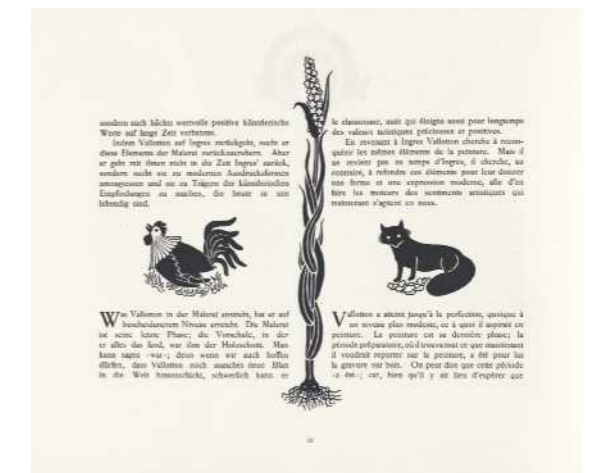 sondern auch höchst wertvolle positive künstlerische
Werte auf lange Zeit verbannte.
Indem Vallotton auf Ingres zurückgeht, sucht er
diese Elemente der Malerei zurückzuerobern. Aber
er geht mit ihnen nicht in die Zeit Ingres' zurück,
sondern sucht sie zu modernen Ausdrucksformen
umzugiessen und sie zu Trägern der künstlerischen
Empfindungen zu machen, die heute in uns
lebendig sind.
Was Vallotton in der Malerei erstrebt, hat er auf
bescheidenerem Niveau erreicht. Die Malerei
ist seine letzte Phase; die Vorschule, in der
er alles das fand, war ihm der Holzschnitt. Man
kann sagen »war«; denn wenn wir auch hoffen
dürfen, dass Vallotton noch manches neue Blatt
in die Welt hinausschickt, schwerlich kann er
le classicisme, mais qui éloigna aussi pour longtemps
des valeurs artistiques précieuses et positives.
En revenant à Ingres Vallotton cherche à recon-
quérir les mêmes éléments de la peinture. Mais il
ne revient pas au temps d'Ingres, il cherche, au
contraire, à refondre ces éléments pour leur donner
une forme et une expression moderne, afin d'en
faire les moteurs des sentiments artistiques qui
maintenant s'agitent en nous.
Vallotton a atteint jusqu'à la perfection, quoique à
un niveau plus modeste, ce à quoi il aspirait en
peinture. La peinture est sa dernière phase; la
période préparatoire, où il trouva tout ce que maintenant
il voudrait reporter sur la peinture, a été pour lui
la gravure sur bois. On peut dire que cette période
»a été«; car, bien qu'il y ait lieu d'espérer que